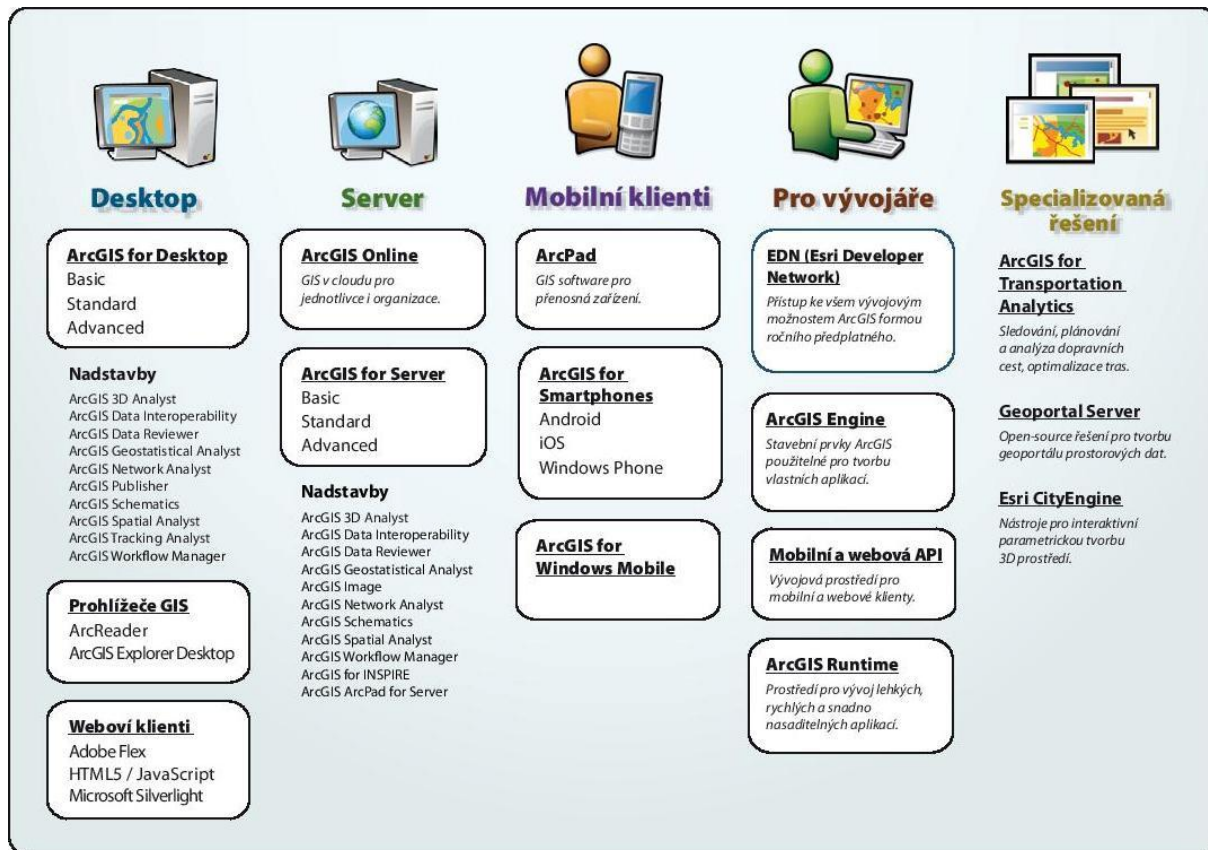 Desktop
ArcGIS for Desktop
Basic
Standard
Advanced
Nadstavby
ArcGIS 3D Analyst
ArcGIS Data Interoperability
ArcGIS Data Reviewer
ArcGIS Geostatistical Analyst
ArcGIS Network Analyst
ArcGIS Publisher
ArcGIS Schematics
ArcGIS Spatial Analyst
ArcGIS Tracking Analyst
ArcGIS Workflow Manager
Prohlížeče GIS
ArcReader
ArcGIS Explorer Desktop
Weboví klienti
Adobe Flex
HTML5 / JavaScript
Microsoft Silverlight
Server
ArcGIS Online
GIS v cloudu pro
jednotlivce i organizace.
ArcGIS for Server
Basic
Standard
Advanced
Nadstavby
ArcGIS 3D Analyst
ArcGIS Data Interoperability
ArcGIS Data Reviewer
ArcGIS Geostatistical Analyst
ArcGIS Image
ArcGIS Network Analyst
ArcGIS Schematics
ArcGIS Spatial Analyst
ArcGIS Workflow Manager
ArcGIS for INSPIRE
ArcGIS ArcPad for Server
Mobilní klienti
ArcPad
GIS software pro
přenosná zařízení.
ArcGIS for
Smartphones
Android
iOS
Windows Phone
ArcGIS for
Windows Mobile
Pro vývojáře
EDN (Esri Developer
Network)
Přístup ke všem vývojovým
možnostem ArcGIS formou
ročního předplatného.
ArcGIS Engine
Stavební prvky ArcGIS
použitelné pro tvorbu
vlastních aplikací.
Mobilní a webová API
Vývojová prostředí pro
mobilní a webové klienty.
ArcGIS Runtime
Prostředí pro vývoj lehkých,
rychlých a snadno
nasaditelných aplikací.
Specializovaná
řešení
ArcGIS for
Transportation
Analytics
Sledování, plánování
a analýza dopravních
cest, optimalizace tras.
Geoportal Server
Open-source řešení pro tvorbu
geoportálu prostorových dat.
Esri CityEngine
Nástroje pro interaktivní
parametrickou tvorbu
3D prostředí.